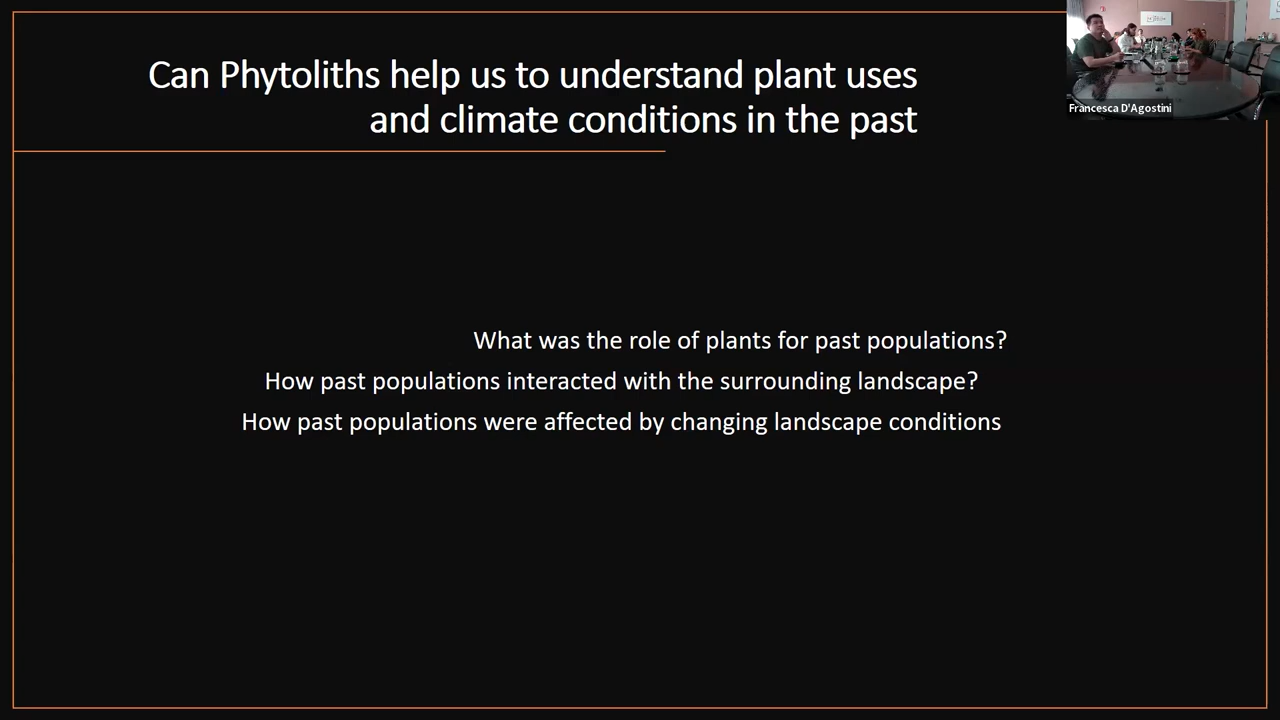 Can Phytoliths help us to understand plant uses
and climate conditions in the past
Francesca D'Agostini
What was the role of plants for past populations?
How past populations interacted with the surrounding landscape?
How past populations were affected by changing landscape conditions